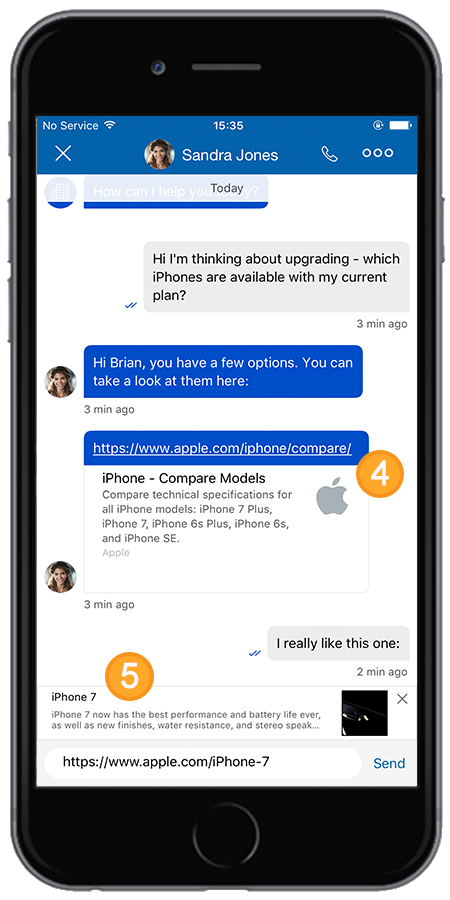 No Service 15:35
Sandra Jones
How can I help you today?
Today
Hi I'm thinking about upgrading - which
iPhones are available with my current
plan?
3 min ago
Hi Brian, you have a few options. You can
take a look at them here:
3 min ago
https://www.apple.com/iphone/compare/
4
iPhone - Compare Models
Compare technical specifications for
all iPhone models: iPhone 7 Plus,
iPhone 7, iPhone 6s Plus, iPhone 6s,
and iPhone SE.
Apple
3 min ago
I really like this one:
2 min ago
5
iPhone 7
iPhone 7 now has the best performance and battery life ever,
as well as new finishes, water resistance, and stereo speak...
https://www.apple.com/iPhone-7
Send